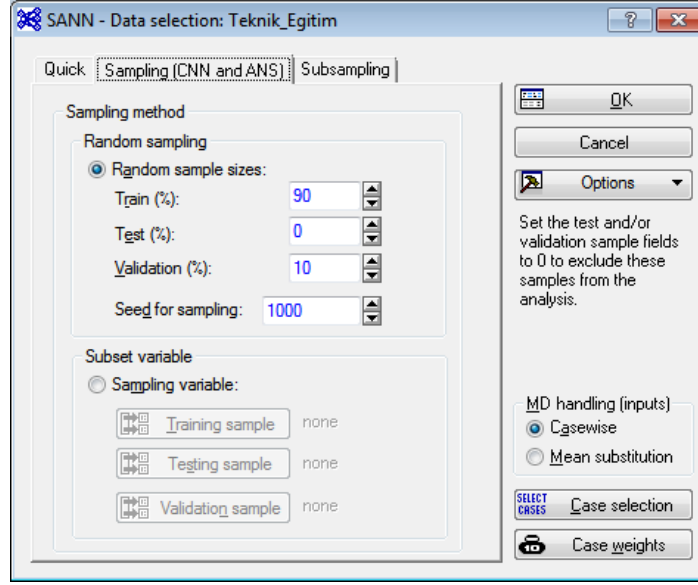 SANN - Data selection: Teknik_Egitim
Quick
Sampling (CNN and ANS)
Subsampling
Sampling method
Random sampling
Random sample sizes:
Train (%): 90
Test (%): 0
Validation (%): 10
Seed for sampling: 1000
Subset variable
Sampling variable:
Training sample none
Testing sample none
Validation sample none
OK
Cancel
Options
Set the test and/or
validation sample fields
to 0 to exclude these
samples from the
analysis.
MD handling (inputs)
Casewise
Mean substitution
SELECT
CASES
Case selection
Case weights